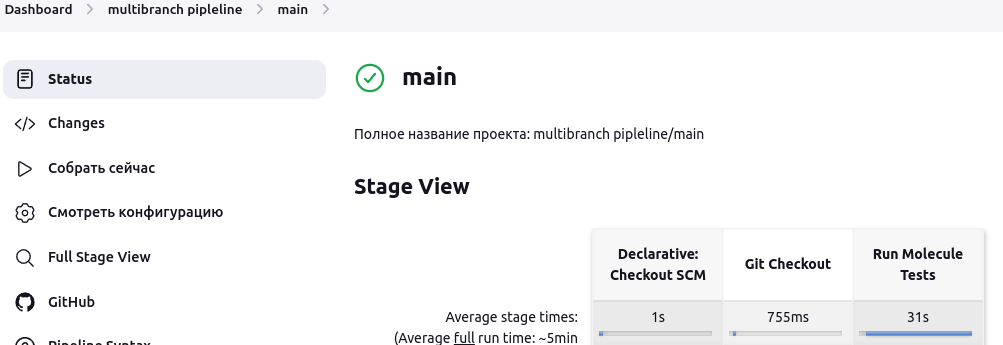 Dashboard > multibranch pipleline > main >
Status
Changes
Собрать сейчас
Смотреть конфигурацию
Full Stage View
GitHub
Pipeline Syntax
main
Полное название проекта: multibranch pipleline/main
Stage View
Declarative:
Checkout SCM
Git Checkout
Run Molecule
Tests
Average stage times:
1s
755ms
31s
(Average full run time: ~5min